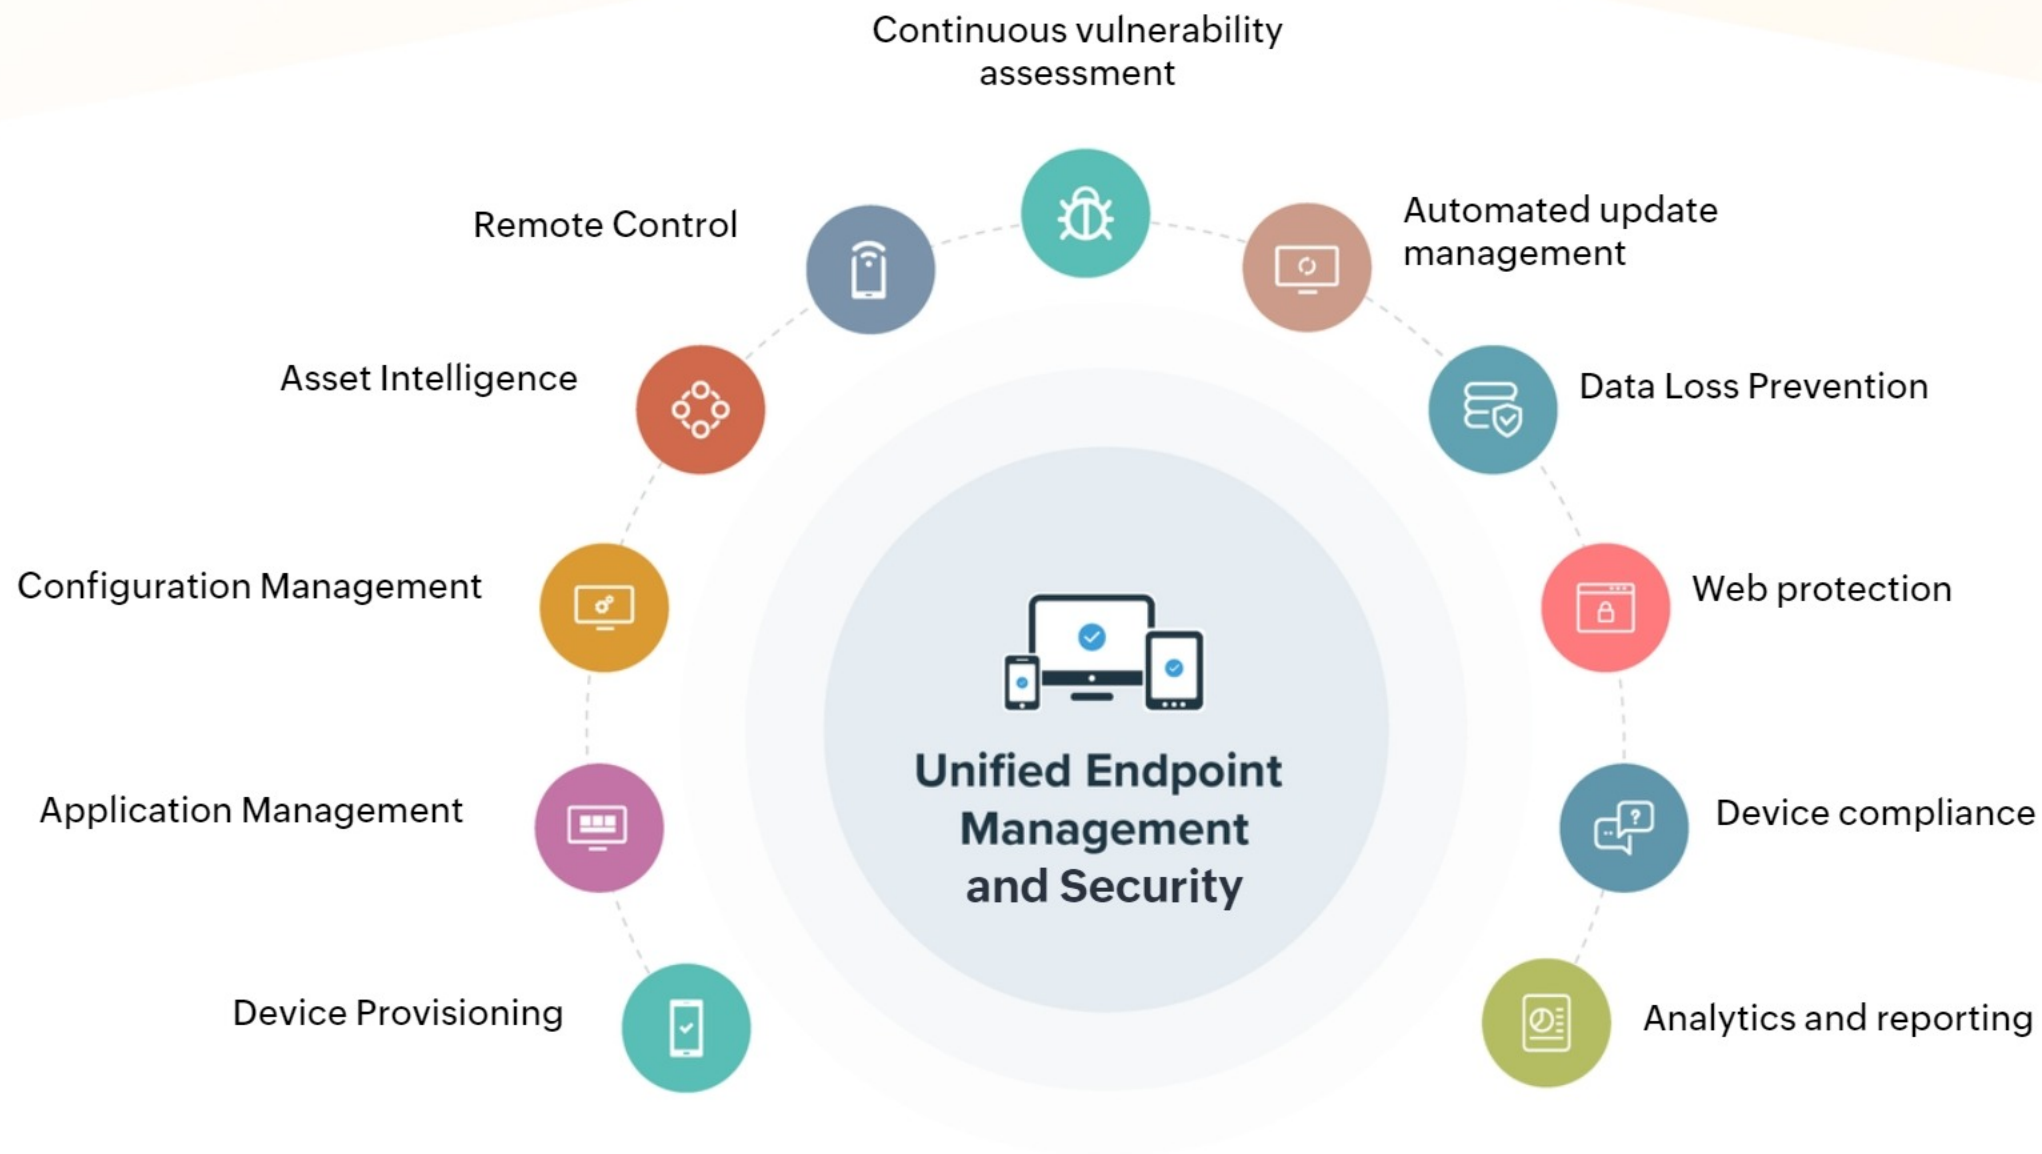 Continuous vulnerability
assessment
Remote Control
Automated update
management
Asset Intelligence
Data Loss Prevention
Configuration Management
Web protection
Unified Endpoint
Management
and Security
Application Management
Device compliance
Device Provisioning
Analytics and reporting